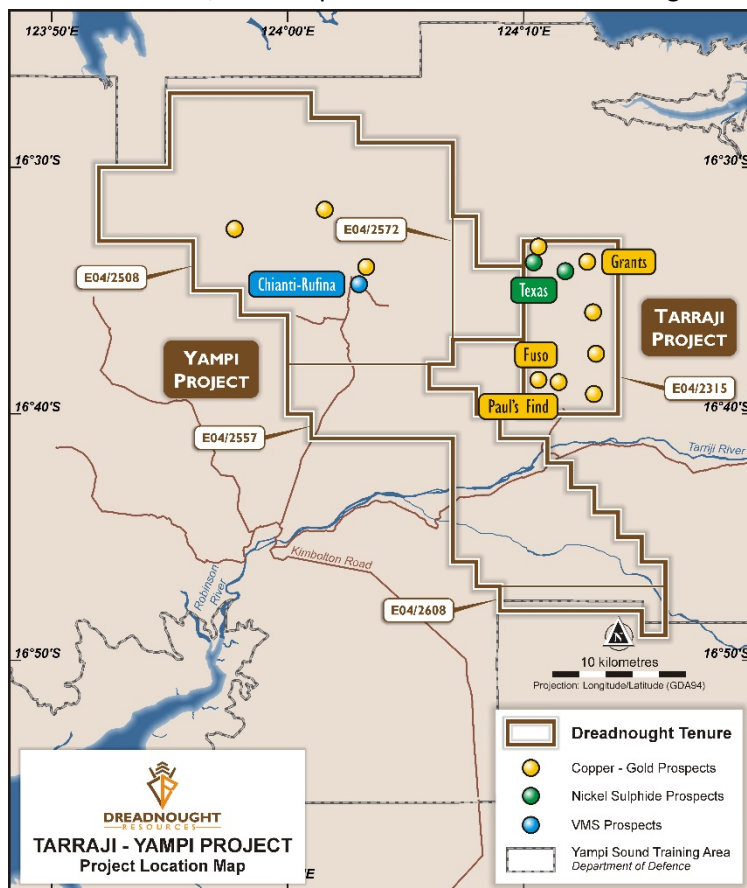 123°50'E
124°00'E
124°10'E
16°30'S
16°30'S
E04/2572
E04/2508
Chianti-Rufina
Grants
Texas
TARRAJI
PROJECT
YAMPI
PROJECT
Fuso
E04/2315
Paul's Find
16°40'S
16°40'S
E04/2557
Tarriji River
Kimbolton Road
Robinson
River
E04/2608
16°50'S
16°50'S
10 kilometres
Projection: Longitude/Latitude (GDA94)
Dreadnought Tenure
Copper - Gold Prospects
Nickel Sulphide Prospects
VMS Prospects
Yampi Sound Training Area
Department of Defence
DREADNOUGHT
RESOURCES
TARRAJI - YAMPI PROJECT
Project Location Map